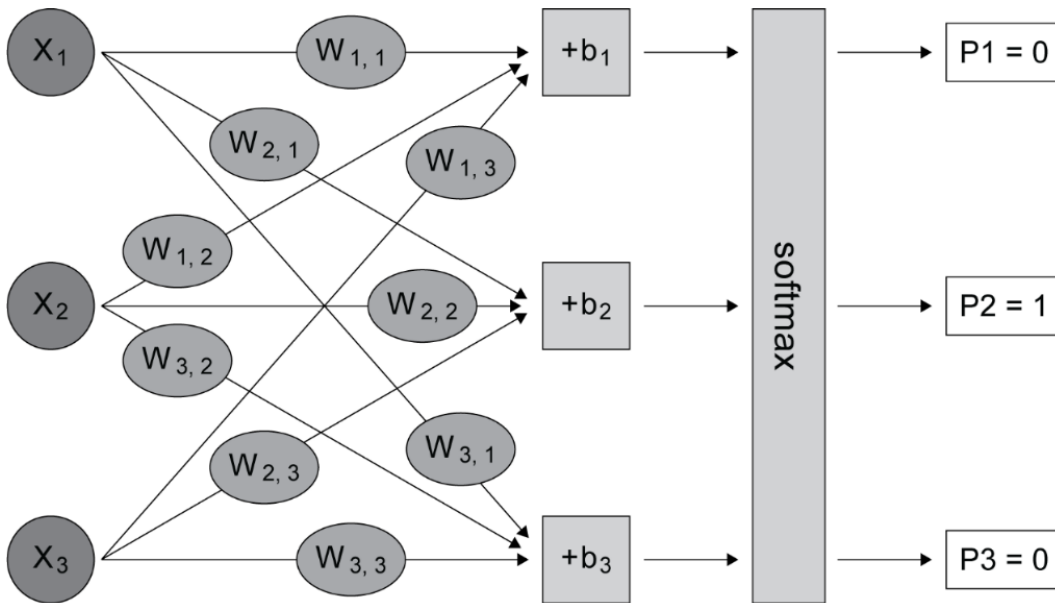 X1
W1, 1
+b1
P1 = 0
W2, 1
W1, 3
W1, 2
X2
W2, 2
+b2
softmax
P2 = 1
W3, 2
W2, 3
W3, 1
X3
W3, 3
+b3
P3 = 0